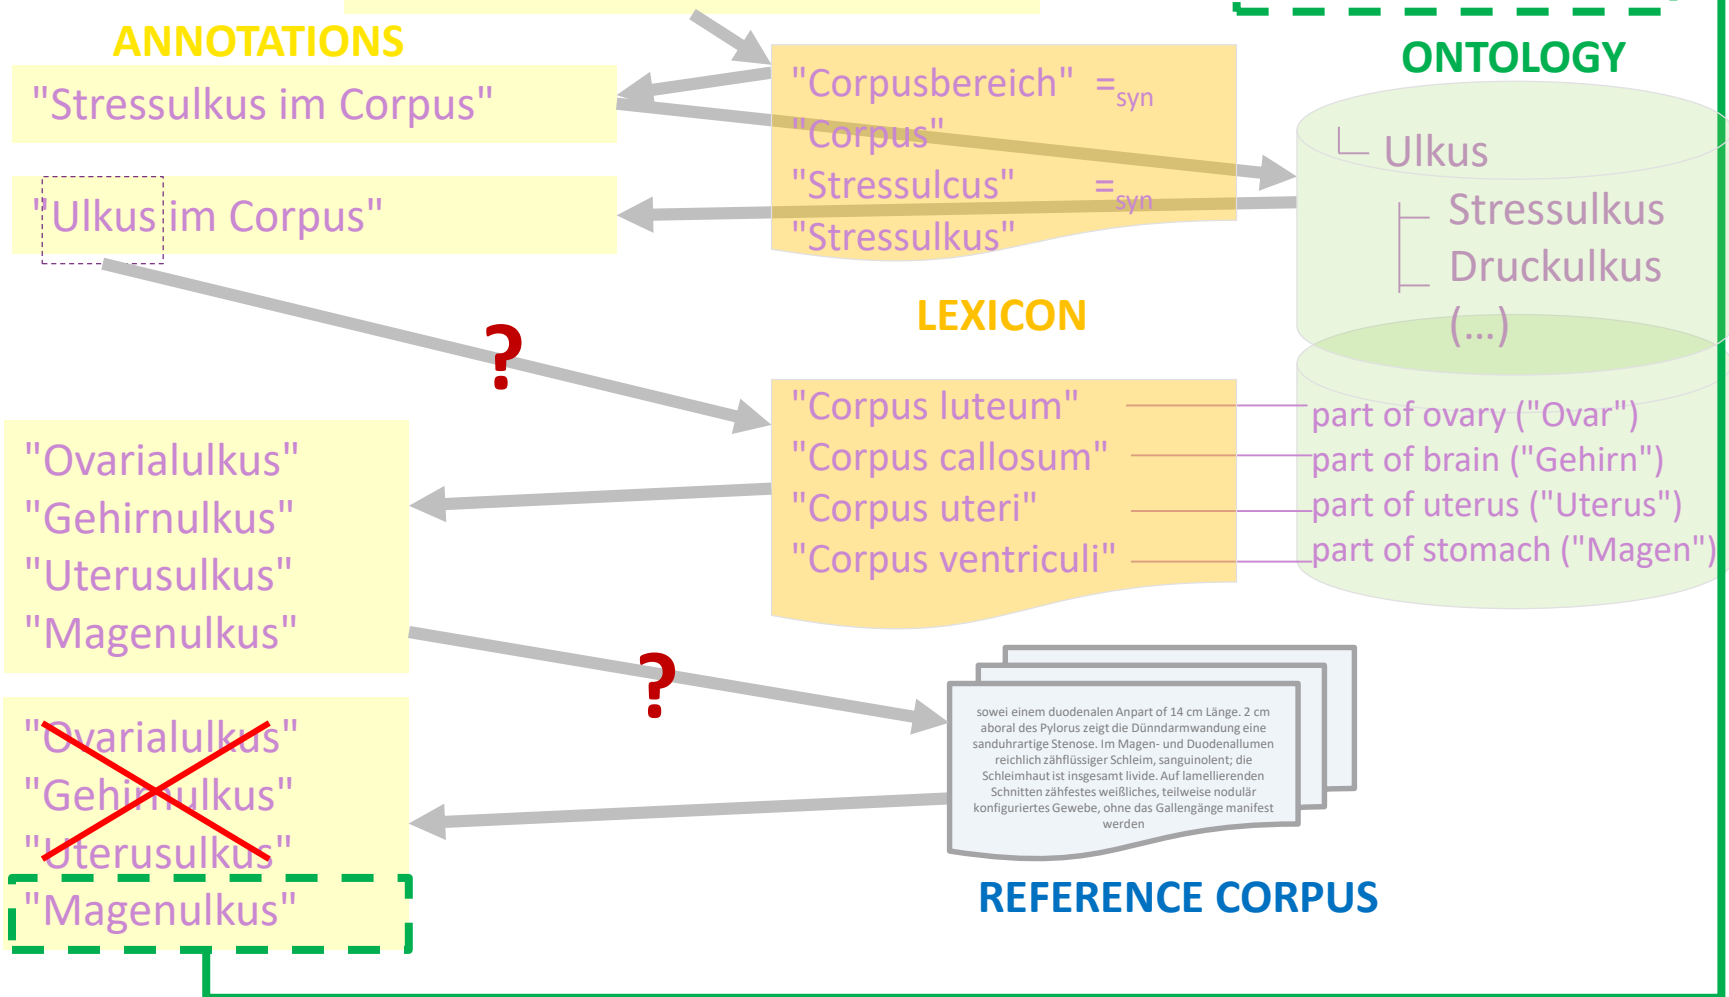 ANNOTATIONS
"Stressulkus im Corpus"
"Ulkus im Corpus"
"Corpusbereich" =syn
"Corpus"
"Stressulcus" =syn
"Stressulkus"
LEXICON
ONTOLOGY
Ulkus
Stressulkus
Druckulkus
(...)
?
"Corpus luteum"
"Corpus callosum"
"Corpus uteri"
"Corpus ventriculi"
part of ovary ("Ovar")
part of brain ("Gehirn")
part of uterus ("Uterus")
part of stomach ("Magen")
"Ovarialulkus"
"Gehirnulkus"
"Uterusulkus"
"Magenulkus"
?
sowei einem duodenalen Anpart of 14 cm Länge. 2 cm
aboral des Pylorus zeigt die Dünndarmwandung eine
sanduhrartige Stenose. Im Magen- und Duodenallumen
reichlich zähflüssiger Schleim, sanguinolent; die
Schleimhaut ist insgesamt livide. Auf lamellierenden
Schnitten zähfestes weißliches, teilweise nodulär
konfiguriertes Gewebe, ohne das Gallengänge manifest
werden
REFERENCE CORPUS
"Ovarialulkus"
"Gehirnulkus"
"Uterusulkus"
"Magenulkus"